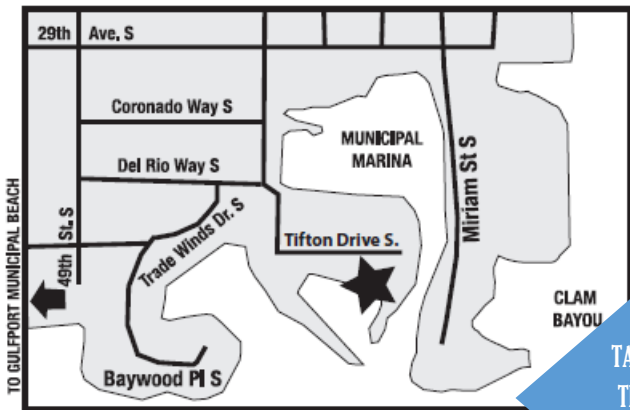 29th Ave. S
Coronado Way S
MUNICIPAL
MARINA
Del Rio Way S
Miriam St S
Trade Winds Dr. S
Tifton Drive S.
49th St. S
TO GULFPORT MUNICIPAL BEACH
CLAM
BAYOU
Baywood Pl S